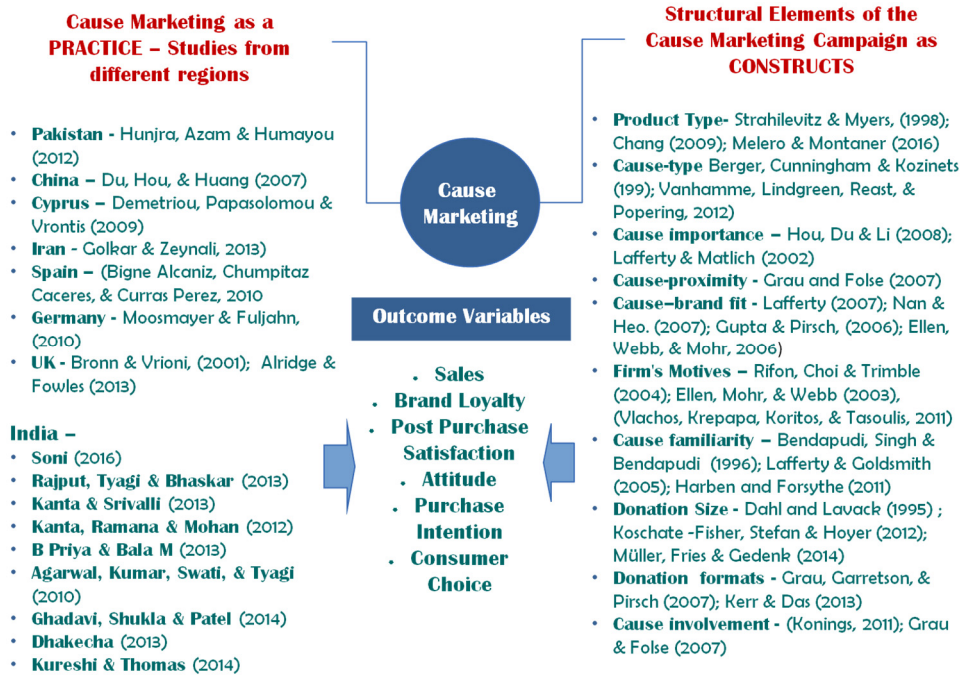 Cause Marketing as a
PRACTICE – Studies from
different regions
• Pakistan - Hunjra, Azam & Humayou
(2012)
• China – Du, Hou, & Huang (2007)
• Cyprus – Demetriou, Papasolomou &
Vrontis (2009)
• Iran - Golkar & Zeynali, 2013)
• Spain – (Bigne Alcaniz, Chumpitaz
Caceres, & Curras Perez, 2010
• Germany - Moosmayer & Fuljahn,
(2010)
• UK - Bronn & Vrioni, (2001); Alridge &
Fowles (2013)
India –
• Soni (2016)
• Rajput, Tyagi & Bhaskar (2013)
• Kanta & Srivalli (2013)
• Kanta, Ramana & Mohan (2012)
• B Priya & Bala M (2013)
• Agarwal, Kumar, Swati, & Tyagi
(2010)
• Ghadavi, Shukla & Patel (2014)
• Dhakecha (2013)
• Kureshi & Thomas (2014)
Cause
Marketing
Outcome Variables
• Sales
• Brand Loyalty
• Post Purchase
Satisfaction
• Attitude
• Purchase
Intention
• Consumer
Choice
Structural Elements of the
Cause Marketing Campaign as
CONSTRUCTS
• Product Type- Strahilevitz & Myers, (1998);
Chang (2009); Melero & Montaner (2016)
• Cause-type Berger, Cunningham & Kozinets
(199); Vanhamme, Lindgreen, Reast, &
Popering, 2012)
• Cause importance – Hou, Du & Li (2008);
Lafferty & Matlich (2002)
• Cause-proximity - Grau and Folse (2007)
• Cause–brand fit - Lafferty (2007); Nan &
Heo. (2007); Gupta & Pirsch, (2006); Ellen,
Webb, & Mohr, 2006)
• Firm's Motives – Rifon, Choi & Trimble
(2004); Ellen, Mohr, & Webb (2003),
(Vlachos, Krepapa, Koritos, & Tasoulis, 2011)
• Cause familiarity – Bendapudi, Singh &
Bendapudi (1996); Lafferty & Goldsmith
(2005); Harben and Forsythe (2011)
• Donation Size - Dahl and Lavack (1995) ;
Koschate -Fisher, Stefan & Hoyer (2012);
Müller, Fries & Gedenk (2014)
• Donation formats - Grau, Garretson, &
Pirsch (2007); Kerr & Das (2013)
• Cause involvement - (Konings, 2011); Grau
& Folse (2007)